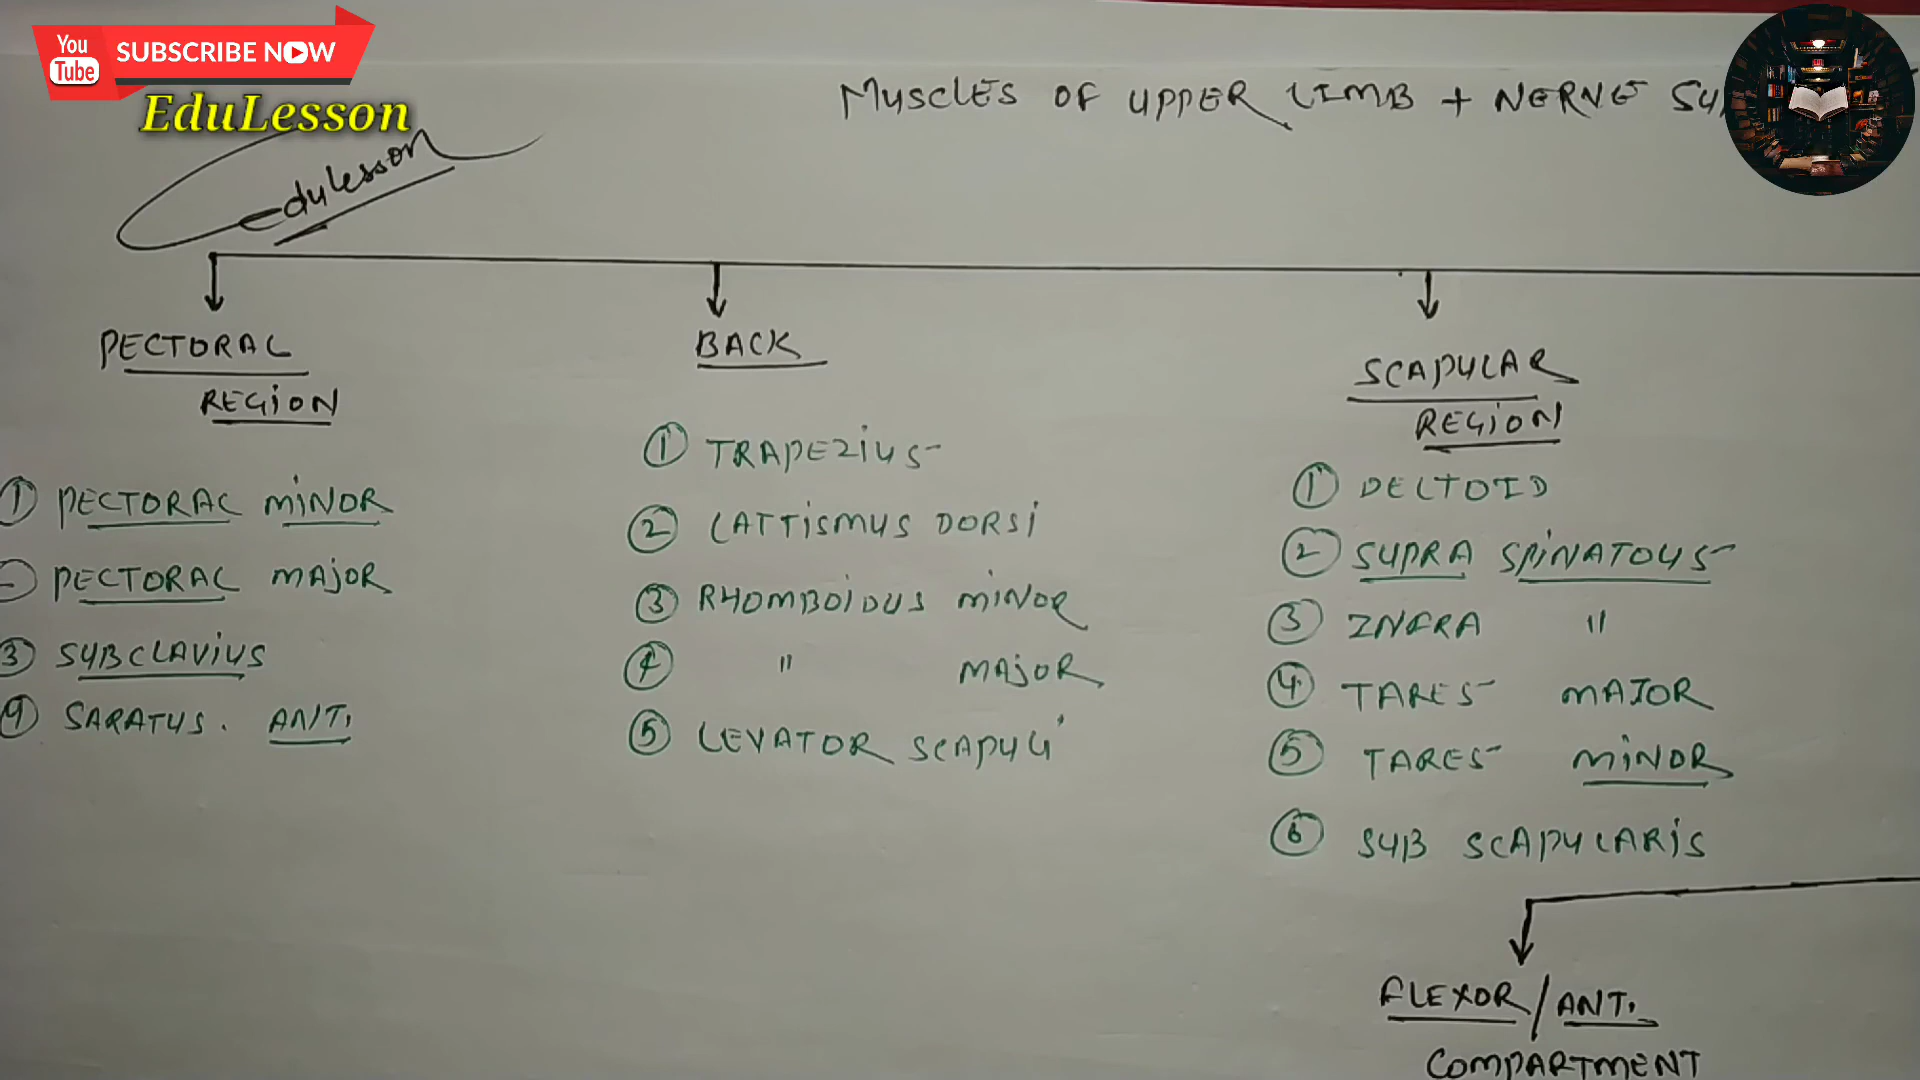 You Tube SUBSCRIBE NOW
EduLesson
Edulesson
MUSCLES OF UPPER LIMB + NERVE SU
PECTORAL
REGION
① PECTORAL MINOR
PECTORAL MAJOR
③ SUBCLAVIUS
④ SARATUS. ANT.
BACK
① TRAPEZIUS
② LATTISMUS DORSI
③ RHOMBOIDUS MINOR
④ " MAJOR
⑤ LEVATOR SCAPULI
SCAPULAR
REGION
① DELTOID
② SUPRA SPINATOUS
③ INFRA "
④ TARES MAJOR
⑤ TARES MINOR
⑥ SUB SCAPULARIS
FLEXOR / ANT.
COMPARTMENT